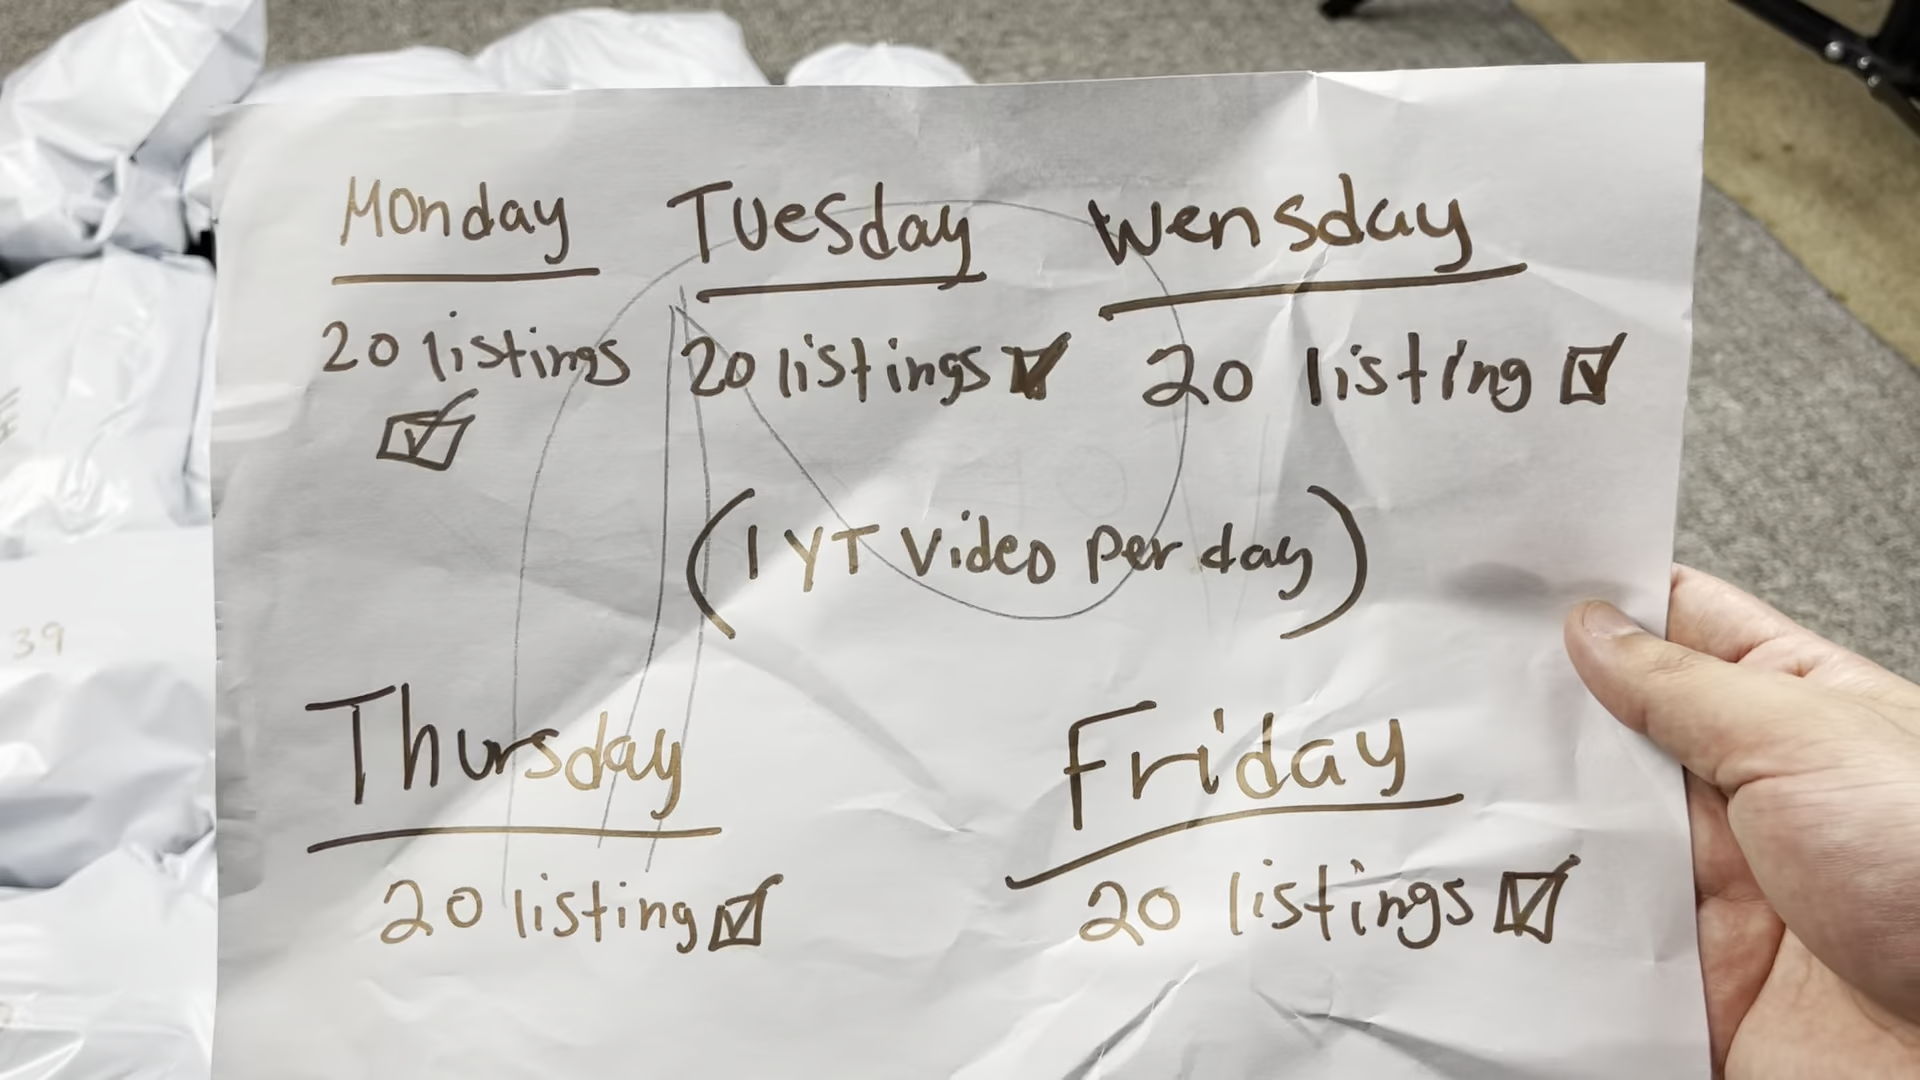 Monday Tuesday Wensday
20 listings 20 listings 20 listing
(1 YT Video Per day)
Thursday Friday
20 listing 20 listings
39